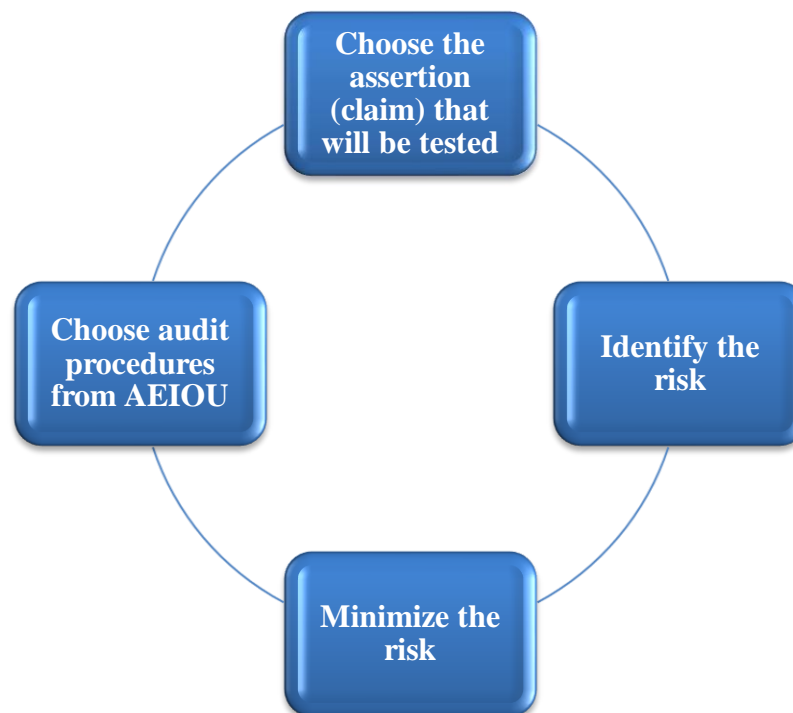 Choose the
assertion
(claim) that
will be tested
Identify the
risk
Minimize the
risk
Choose audit
procedures
from AEIOU